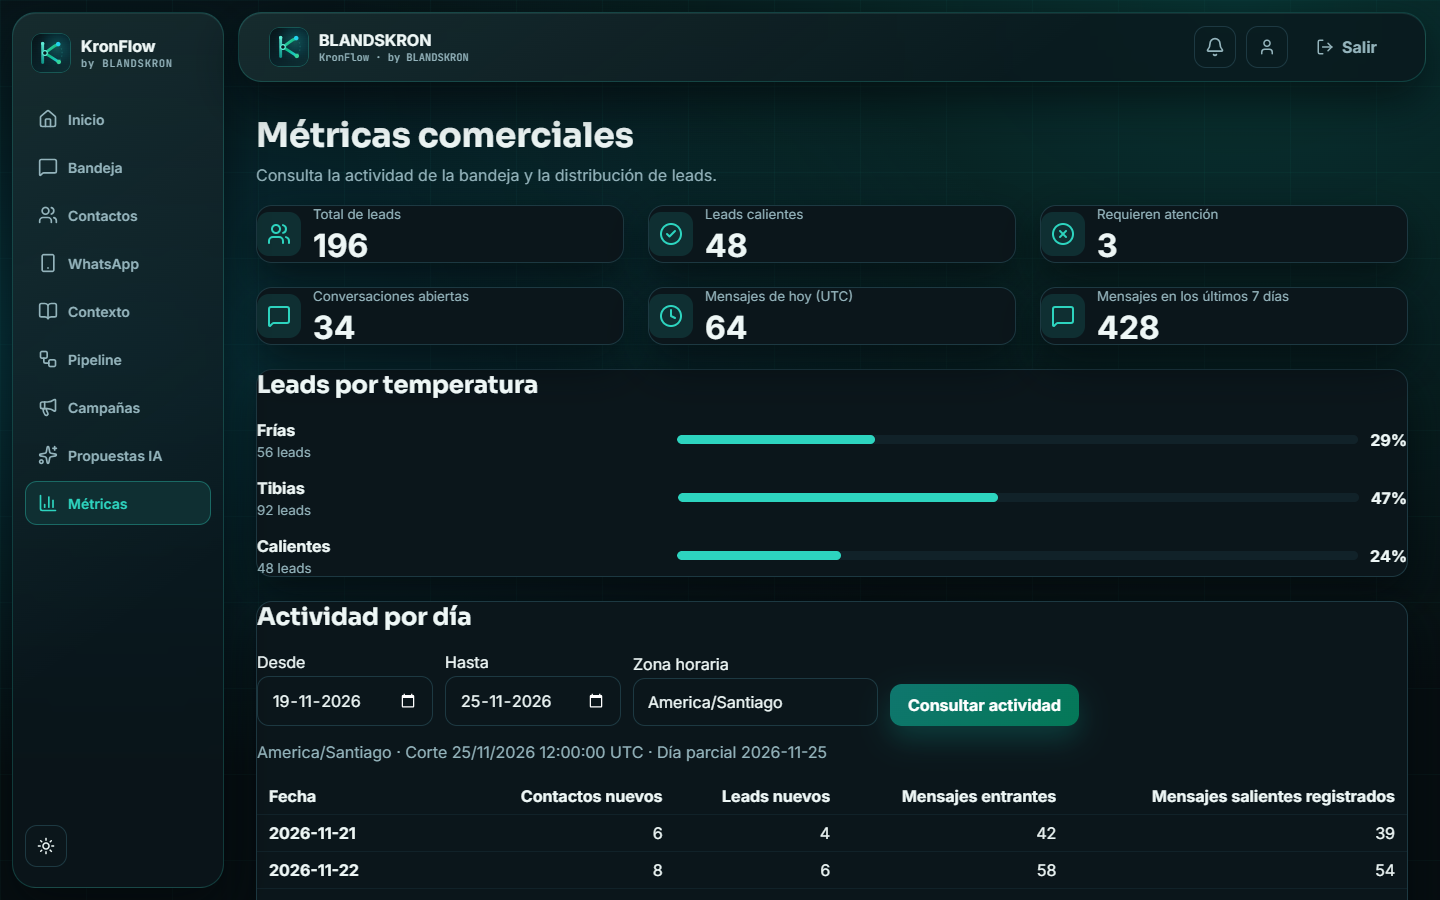 KronFlow
by BLANDSKRON
Inicio
Bandeja
Contactos
WhatsApp
Contexto
Pipeline
Campañas
Propuestas IA
Métricas
BLANDSKRON
KronFlow · by BLANDSKRON
Salir
Métricas comerciales
Consulta la actividad de la bandeja y la distribución de leads.
Total de leads
196
Leads calientes
48
Requieren atención
3
Conversaciones abiertas
34
Mensajes de hoy (UTC)
64
Mensajes en los últimos 7 días
428
Leads por temperatura
Frías
56 leads
29%
Tibias
92 leads
47%
Calientes
48 leads
24%
Actividad por día
Desde
19-11-2026
Hasta
25-11-2026
Zona horaria
America/Santiago
Consultar actividad
America/Santiago · Corte 25/11/2026 12:00:00 UTC · Día parcial 2026-11-25
Fecha Contactos nuevos Leads nuevos Mensajes entrantes Mensajes salientes registrados
2026-11-21 6 4 42 39
2026-11-22 8 6 58 54